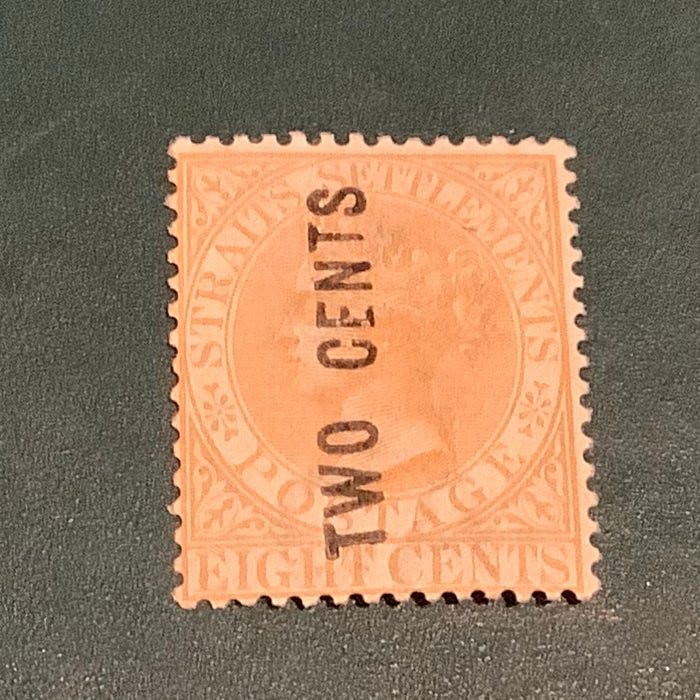 STRAITS SETTLEMENTS
POSTAGE
EIGHT CENTS
TWO CENTS